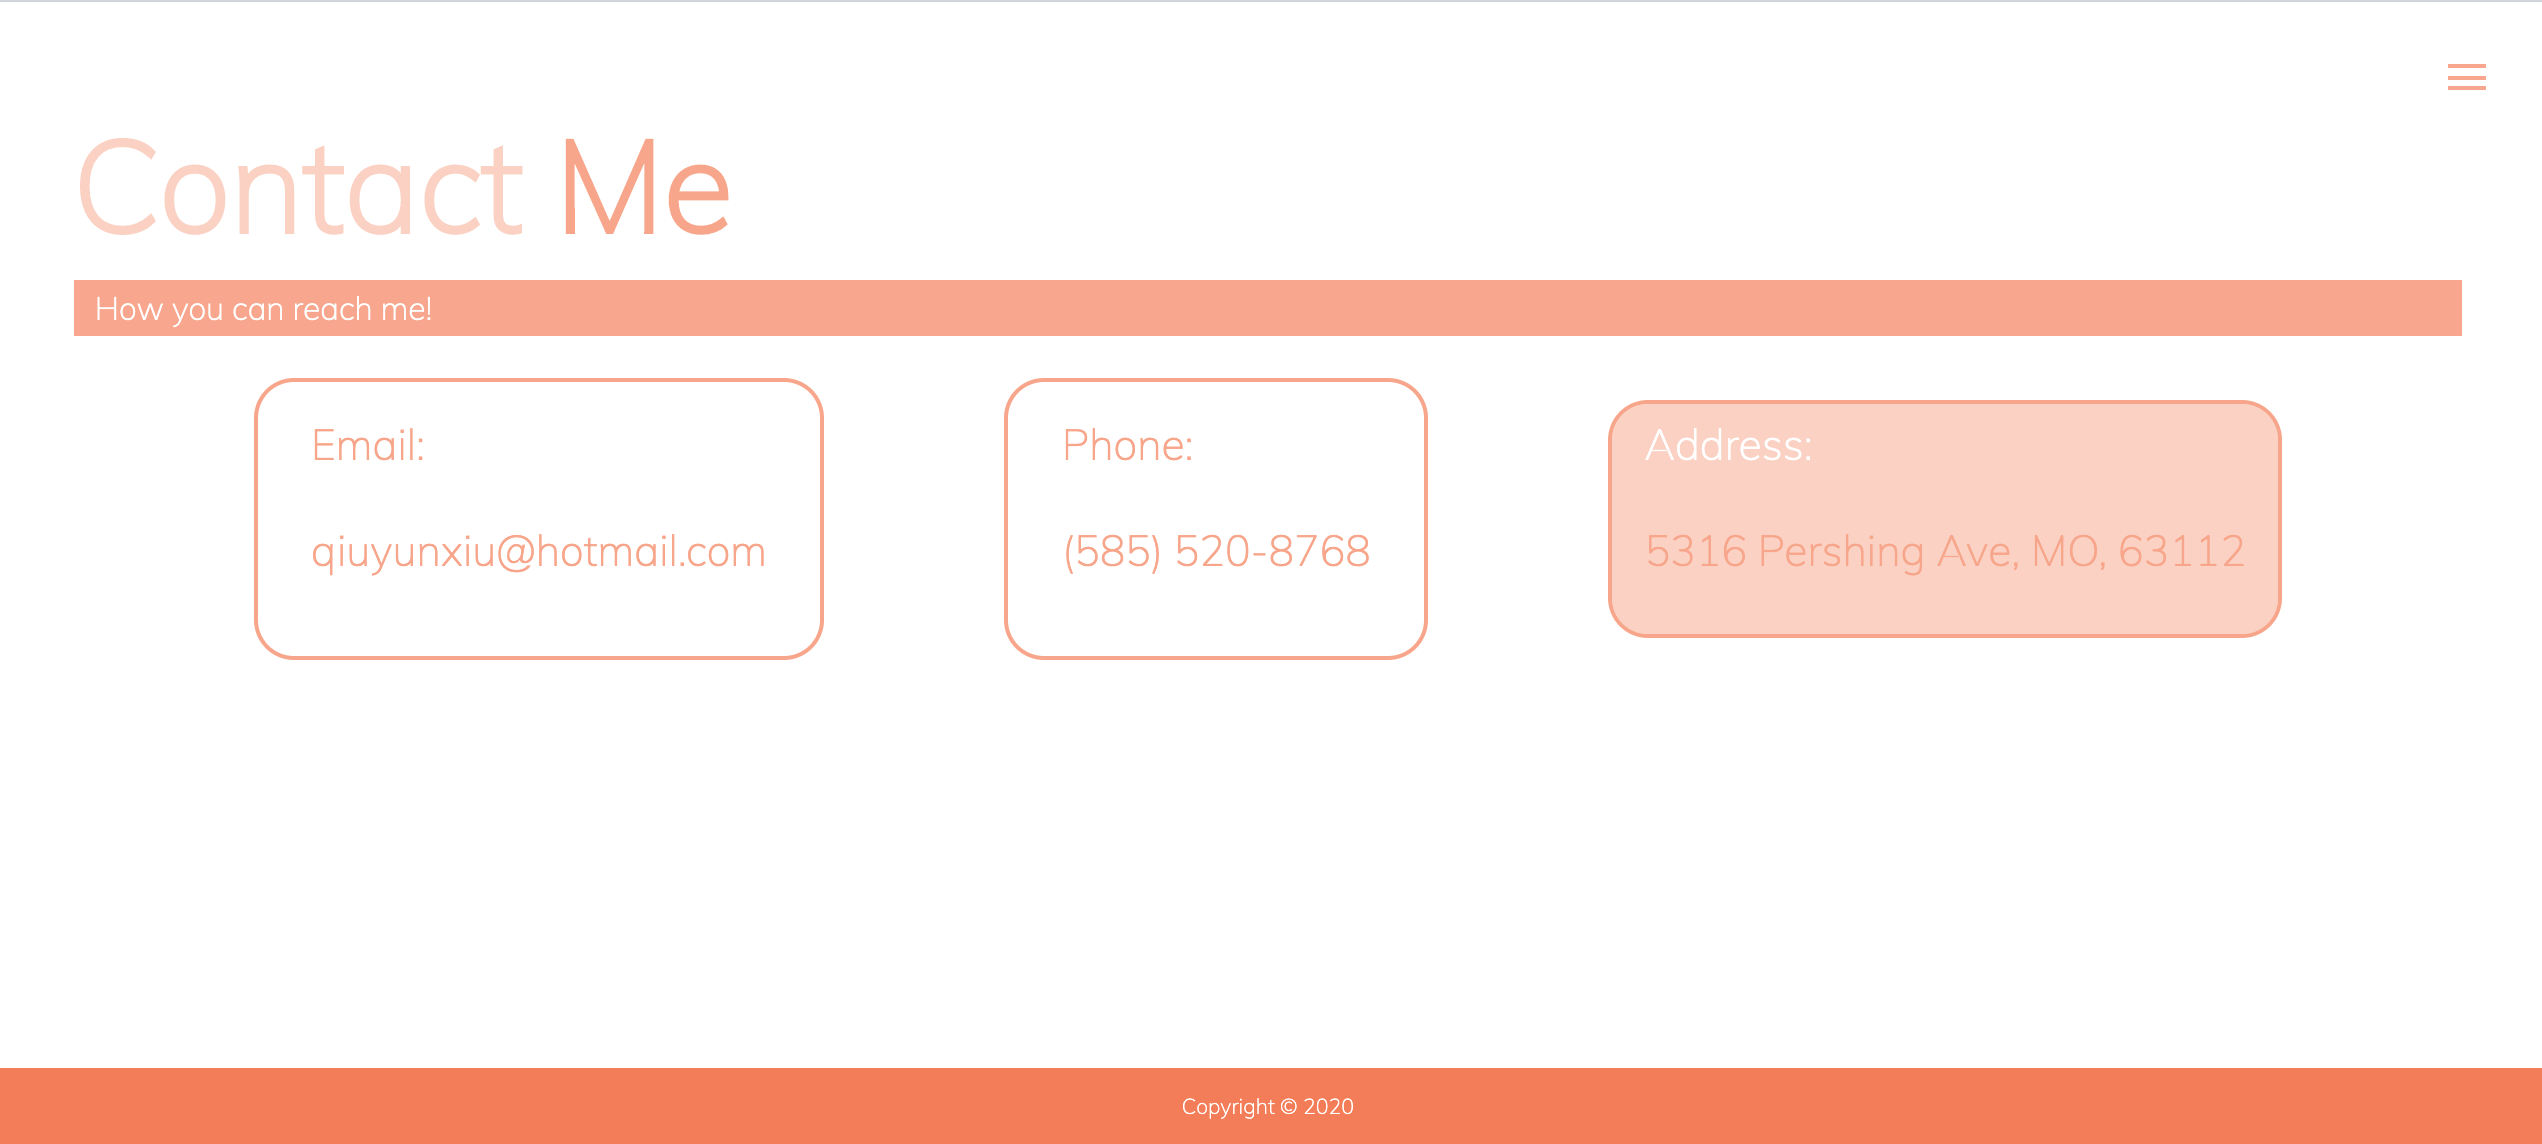 Contact Me
How you can reach me!
Email:
qiuyunxiu@hotmail.com
Phone:
(585) 520-8768
Address:
5316 Pershing Ave, MO, 63112
Copyright © 2020